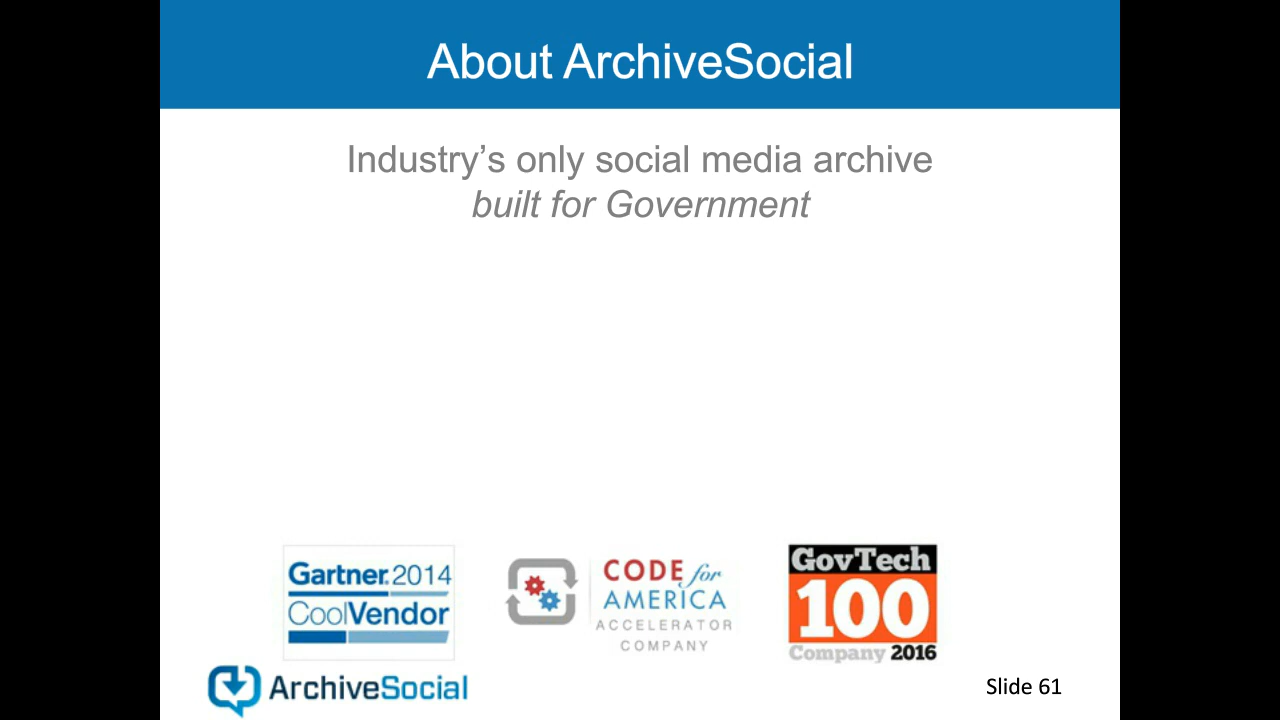 About ArchiveSocial
Industry’s only social media archive
built for Government
Gartner.2014
CoolVendor
CODE for
AMERICA
ACCELERATOR
COMPANY
GovTech
100
Company 2016
ArchiveSocial
Slide 61